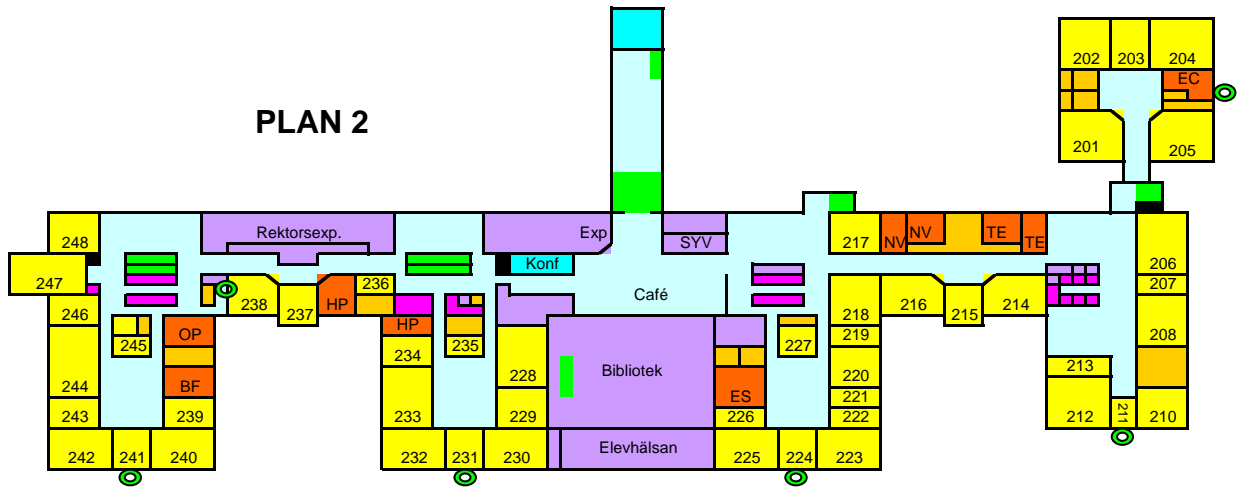 202 203 204
EC
PLAN 2
201 205
248 Rektorsexp. Exp SYV 217 NV NV TE TE
247 Konf 206
238 237 HP 236 Café 216 215 214 207
246 HP 218 208
OP 234 235 219
245 227
244 BF 228 Bibliotek 220 213
233 ES 221
243 239 229 226 222 212 211 210
242 241 240 232 231 230 Elevhälsan 225 224 223